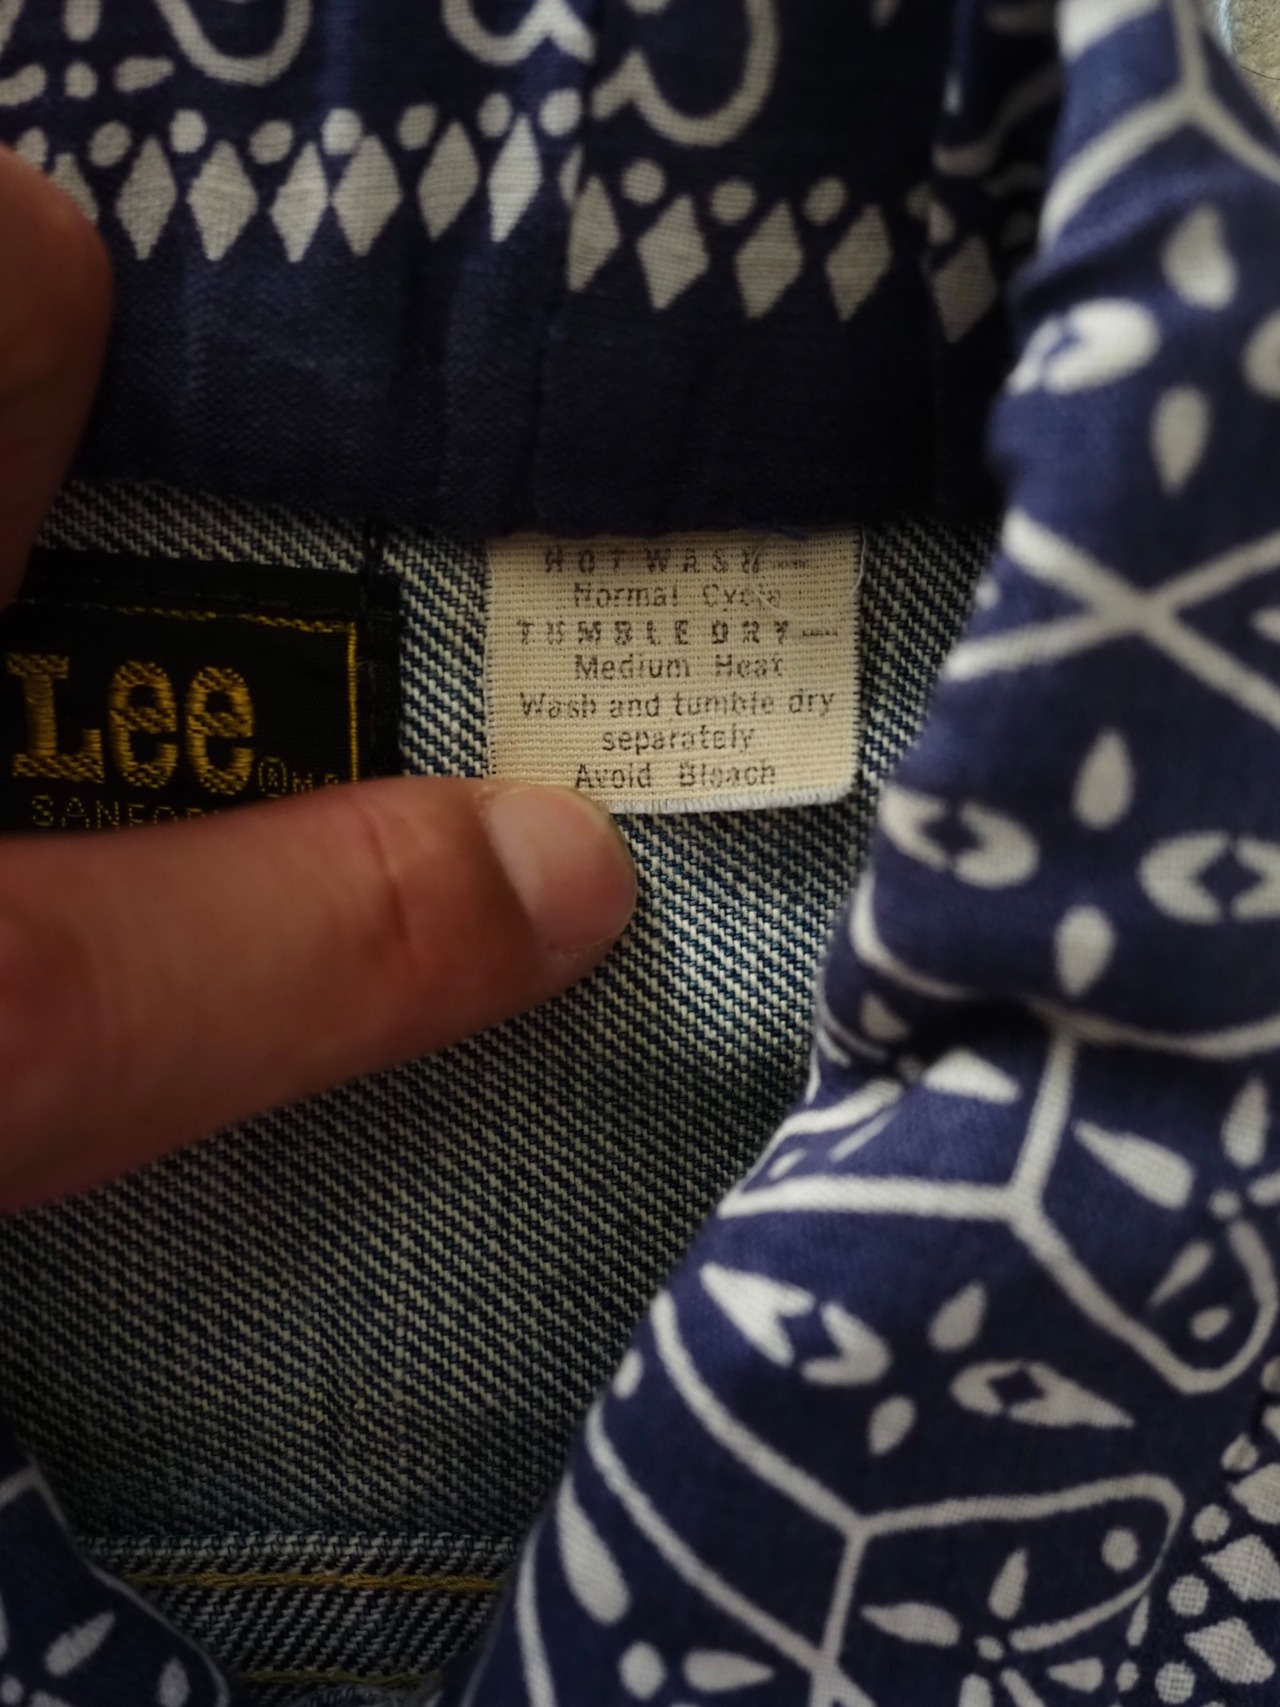 Lee ® M.R.
HOT WASH
Normal Cycle
TUMBLE DRY
Medium Heat
Wash and tumble dry
separately
Avoid Bleach